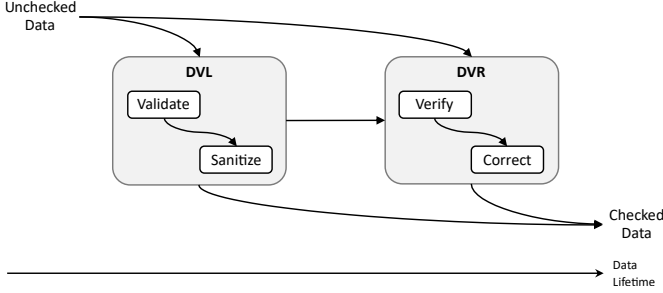 Unchecked
Data
DVL
Validate
Sanitize
DVR
Verify
Correct
Checked
Data
Data
Lifetime